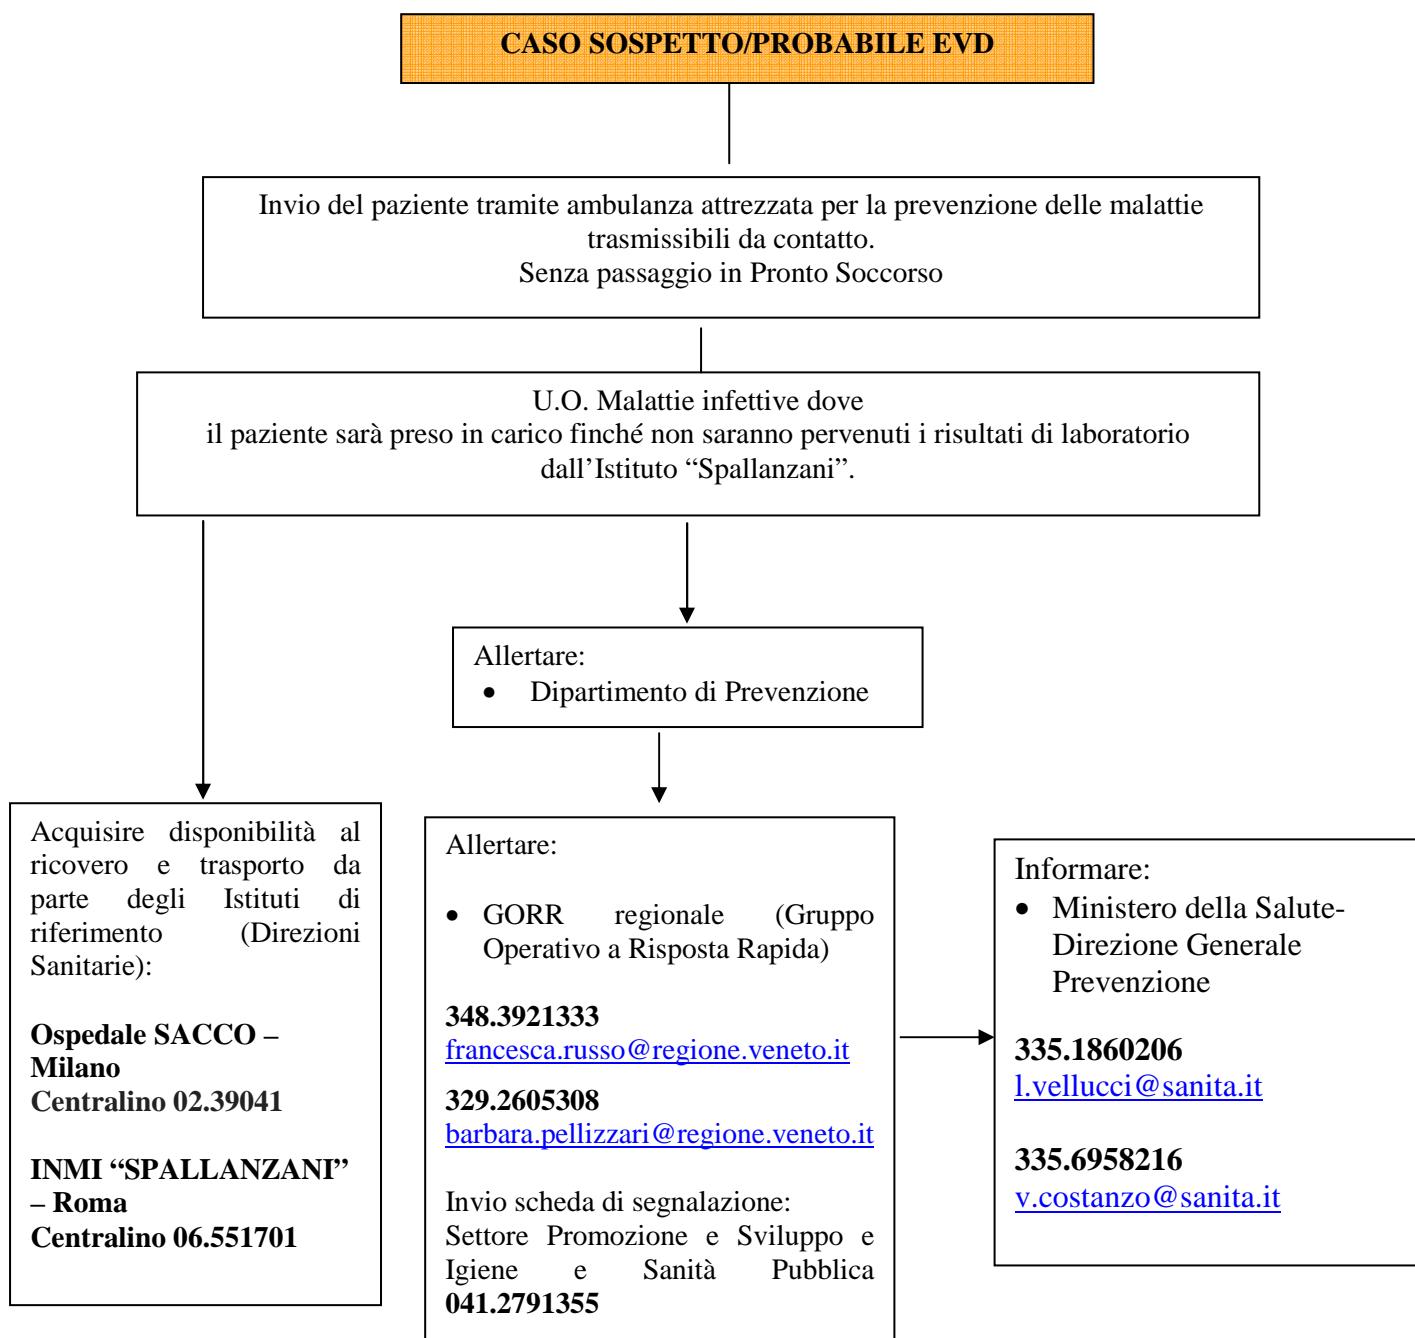 CASO SOSPETTO/PROBABILE EVD
Invio del paziente tramite ambulanza attrezzata per la prevenzione delle malattie
trasmissibili da contatto.
Senza passaggio in Pronto Soccorso
U.O. Malattie infettive dove
il paziente sarà preso in carico finché non saranno pervenuti i risultati di laboratorio
dall’Istituto “Spallanzani”.
Allertare:
• Dipartimento di Prevenzione
Acquisire disponibilità al
ricovero e trasporto da
parte degli Istituti di
riferimento (Direzioni
Sanitarie):
Ospedale SACCO –
Milano
Centralino 02.39041
INMI “SPALLANZANI”
– Roma
Centralino 06.551701
Allertare:
• GORR regionale (Gruppo
Operativo a Risposta Rapida)
348.3921333
francesca.russo@regione.veneto.it
329.2605308
barbara.pellizzari@regione.veneto.it
Invio scheda di segnalazione:
Settore Promozione e Sviluppo e
Igiene e Sanità Pubblica
041.2791355
Informare:
• Ministero della Salute-
Direzione Generale
Prevenzione
335.1860206
l.vellucci@sanita.it
335.6958216
v.costanzo@sanita.it